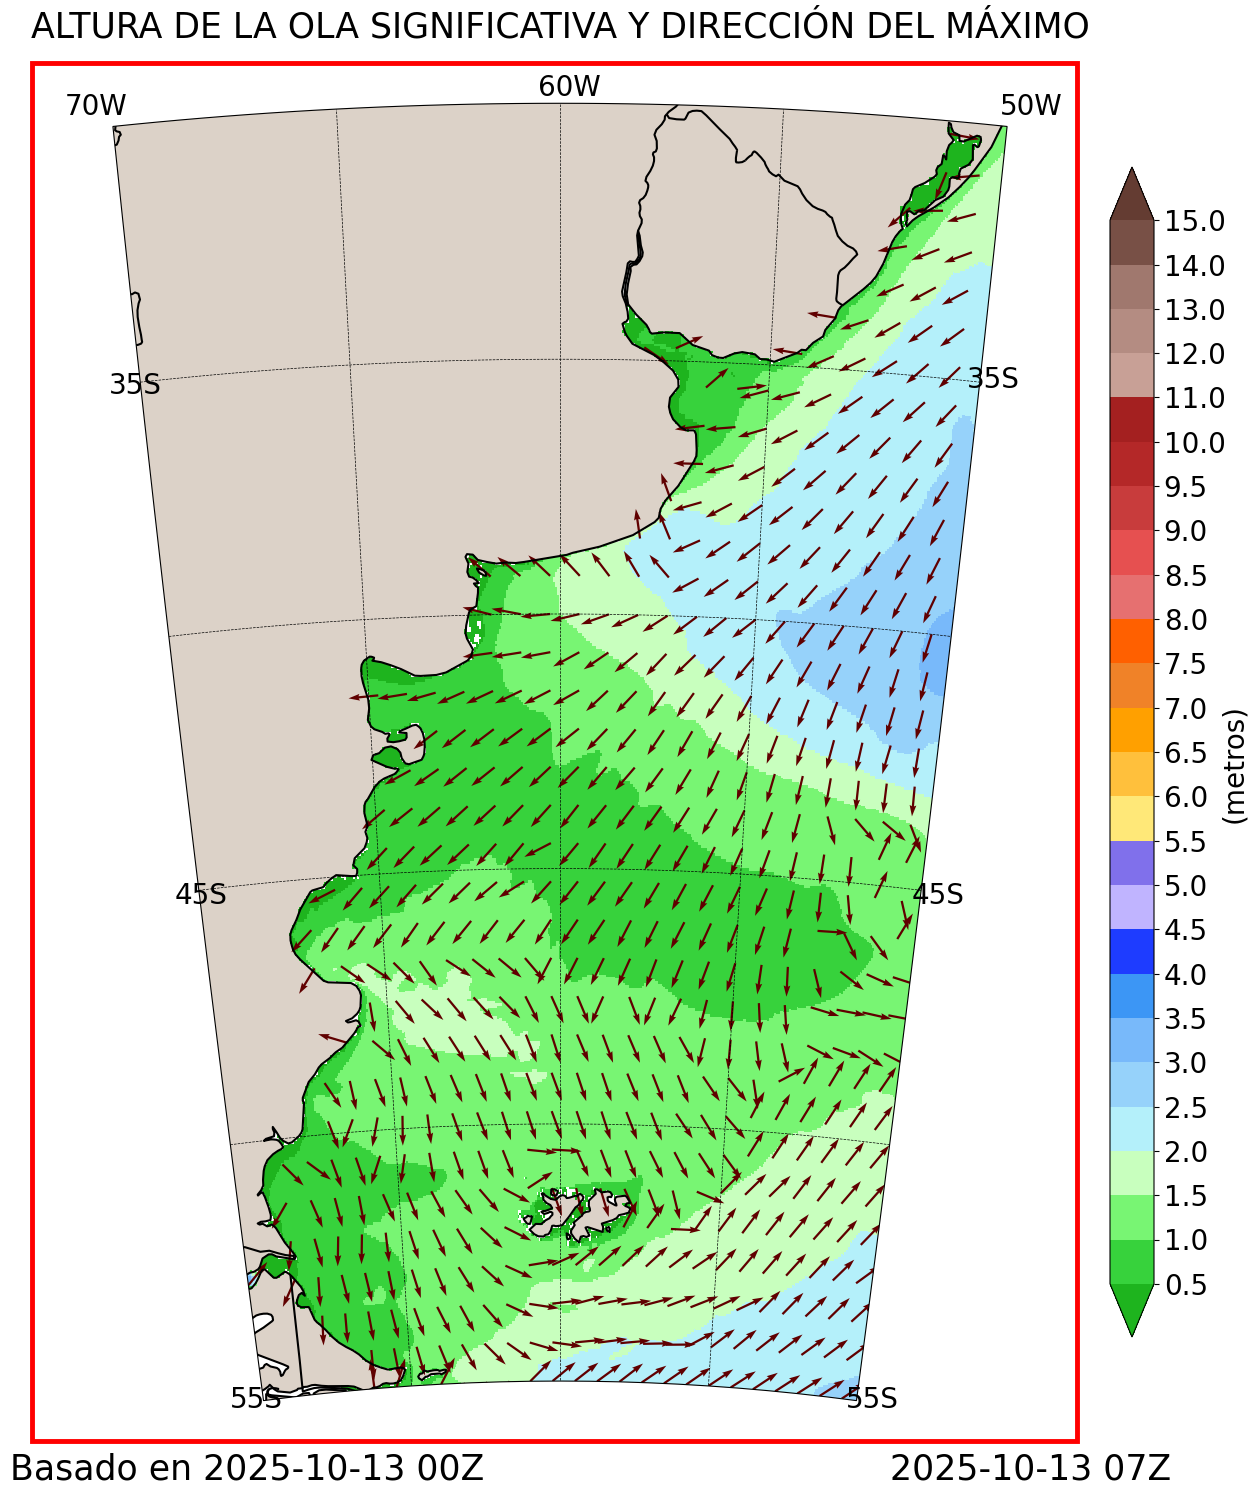 ALTURA DE LA OLA SIGNIFICATIVA Y DIRECCIÓN DEL MÁXIMO
70W
60W
50W
35S
35S
45S
45S
55S
55S
15.0
14.0
13.0
12.0
11.0
10.0
9.5
9.0
8.5
8.0
7.5
7.0
6.5
6.0
5.5
5.0
4.5
4.0
3.5
3.0
2.5
2.0
1.5
1.0
0.5
(metros)
Basado en 2025-10-13 00Z
2025-10-13 07Z